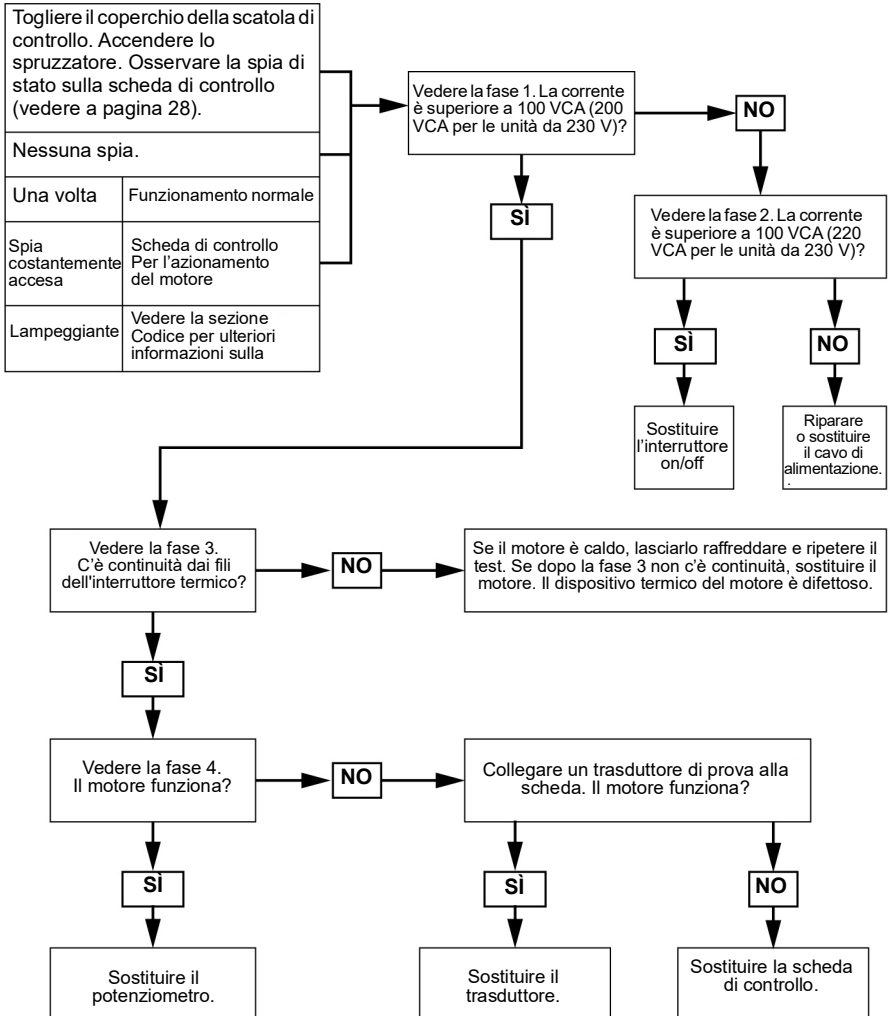 Togliere il coperchio della scatola di
controllo. Accendere lo
spruzzatore. Osservare la spia di
stato sulla scheda di controllo
(vedere a pagina 28).
Nessuna spia.
Una volta
Funzionamento normale
Spia
costantemente
accesa
Scheda di controllo
Per l'azionamento
del motore
Lampeggiante
Vedere la sezione
Codice per ulteriori
informazioni sulla
Vedere la fase 1. La corrente
è superiore a 100 VCA (200
VCA per le unità da 230 V)?
NO
SÌ
Vedere la fase 2. La corrente
è superiore a 100 VCA (220
VCA per le unità da 230 V)?
SÌ
NO
Sostituire
l'interruttore
on/off
Riparare
o sostituire
il cavo di
alimentazione.
.
Vedere la fase 3.
C'è continuità dai fili
dell'interruttore termico?
NO
Se il motore è caldo, lasciarlo raffreddare e ripetere il
test. Se dopo la fase 3 non c'è continuità, sostituire il
motore. Il dispositivo termico del motore è difettoso.
SÌ
Vedere la fase 4.
Il motore funziona?
NO
Collegare un trasduttore di prova alla
scheda. Il motore funziona?
SÌ
SÌ
NO
Sostituire il
potenziometro.
Sostituire il
trasduttore.
Sostituire la scheda
di controllo.